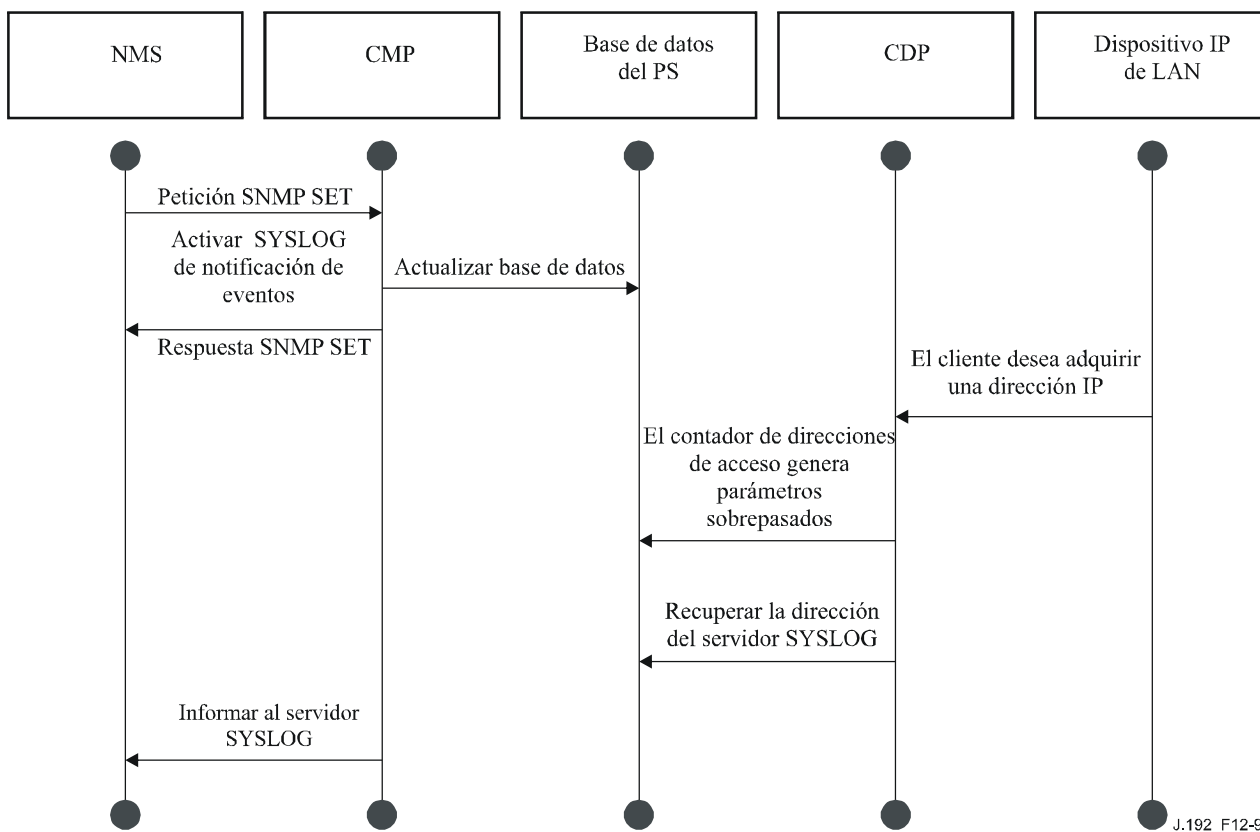 NMS
CMP
Base de datos
del PS
CDP
Dispositivo IP
de LAN
Petición SNMP SET
Activar SYSLOG
de notificación de
eventos
Actualizar base de datos
Respuesta SNMP SET
El cliente desea adquirir
una dirección IP
El contador de direcciones
de acceso genera
parámetros
sobrepasados
Recuperar la dirección
del servidor SYSLOG
Informar al servidor
SYSLOG
J.192_F12-9